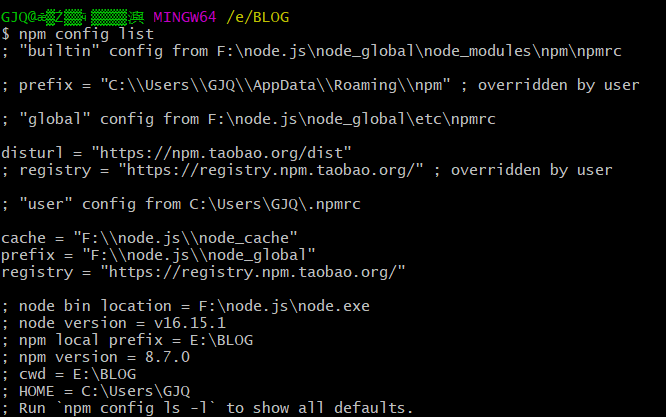 GJQ@ MINGW64 /e/BLOG
$ npm config list
; "builtin" config from F:\node.js\node_global\node_modules\npm\npmrc
; prefix = "C:\\Users\\GJQ\\AppData\\Roaming\\npm" ; overridden by user
; "global" config from F:\node.js\node_global\etc\npmrc
disturl = "https://npm.taobao.org/dist"
; registry = "https://registry.npm.taobao.org/" ; overridden by user
; "user" config from C:\Users\GJQ\.npmrc
cache = "F:\\node.js\\node_cache"
prefix = "F:\\node.js\\node_global"
registry = "https://registry.npm.taobao.org/"
; node bin location = F:\node.js\node.exe
; node version = v16.15.1
; npm local prefix = E:\BLOG
; npm version = 8.7.0
; cwd = E:\BLOG
; HOME = C:\Users\GJQ
; Run `npm config ls -l` to show all defaults.